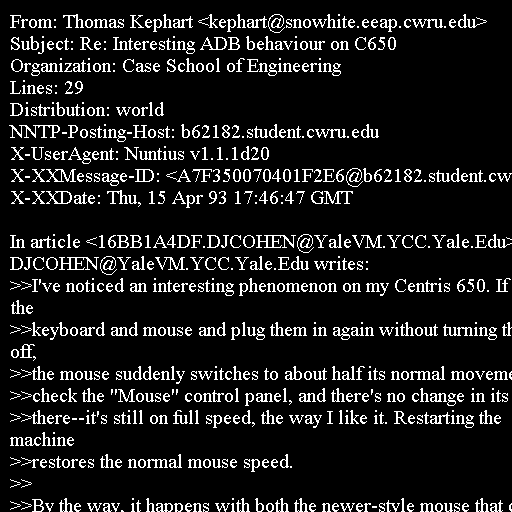 From: Thomas Kephart <kephart@snowhite.eeap.cwru.edu>
Subject: Re: Interesting ADB behaviour on C650
Organization: Case School of Engineering
Lines: 29
Distribution: world
NNTP-Posting-Host: b62182.student.cwru.edu
X-UserAgent: Nuntius v1.1.1d20
X-XXMessage-ID: <A7F350070401F2E6@b62182.student.cw
X-XXDate: Thu, 15 Apr 93 17:46:47 GMT

In article <16BB1A4DF.DJCOHEN@YaleVM.YCC.Yale.Edu>
DJCOHEN@YaleVM.YCC.Yale.Edu writes:
>>I've noticed an interesting phenomenon on my Centris 650. If
the
>>keyboard and mouse and plug them in again without turning th
off,
>>the mouse suddenly switches to about half its normal moveme
>>check the "Mouse" control panel, and there's no change in its
>>there--it's still on full speed, the way I like it. Restarting the
machine
>>restores the normal mouse speed.
>>
>>By the way, it happens with both the newer-style mouse that